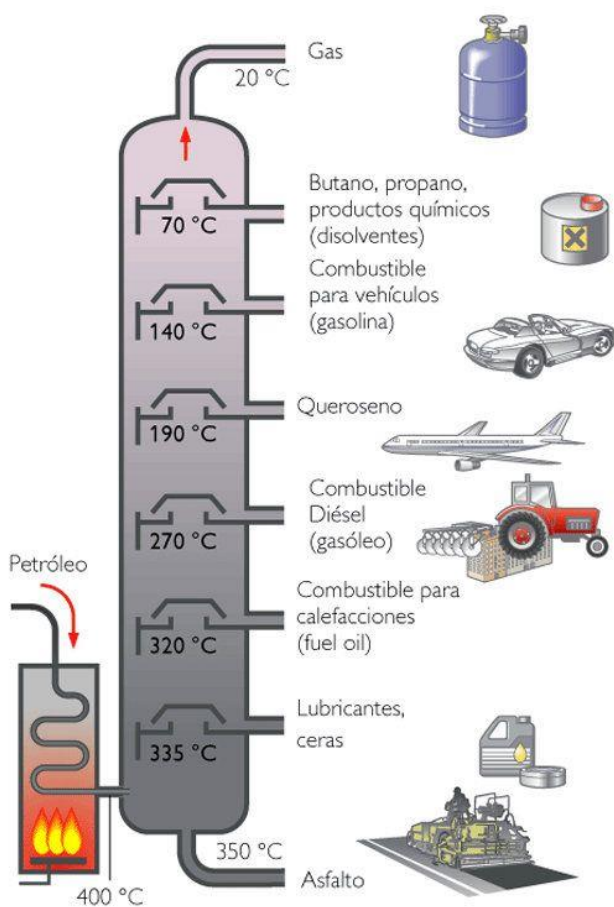 Gas
20 °C
Butano, propano,
productos químicos
(disolventes)
70 °C
Combustible
para vehículos
(gasolina)
140 °C
Queroseno
190 °C
Combustible
Diésel
(gasóleo)
270 °C
Petróleo
Combustible para
calefacciones
(fuel oil)
320 °C
Lubricantes,
ceras
335 °C
350 °C
Asfalto
400 °C